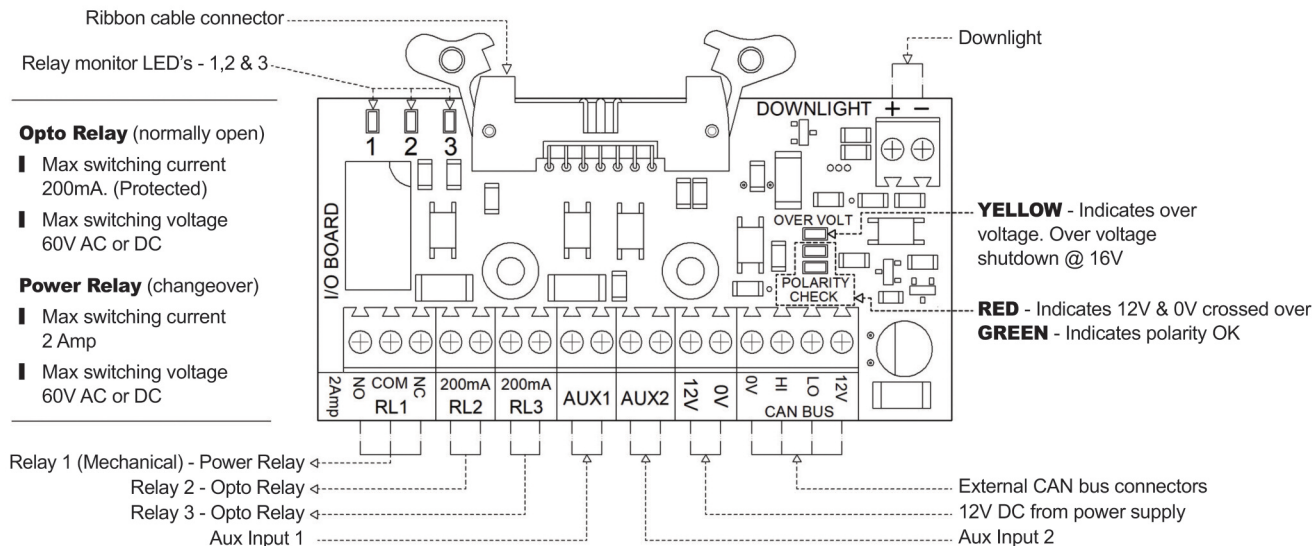 Ribbon cable connector
Relay monitor LED's - 1,2 & 3
Opto Relay (normally open)
Max switching current
200mA. (Protected)
Max switching voltage
60V AC or DC
Power Relay (changeover)
Max switching current
2 Amp
Max switching voltage
60V AC or DC
Downlight
DOWNLIGHT + −
1 2 3
I/O BOARD
OVER VOLT
POLARITY
CHECK
YELLOW - Indicates over
voltage. Over voltage
shutdown @ 16V
RED - Indicates 12V & 0V crossed over
GREEN - Indicates polarity OK
2Amp
NO COM NC
RL1
200mA
RL2
200mA
RL3
AUX1
AUX2
12V 0V
0V HI LO 12V
CAN BUS
Relay 1 (Mechanical) - Power Relay
Relay 2 - Opto Relay
Relay 3 - Opto Relay
Aux Input 1
External CAN bus connectors
12V DC from power supply
Aux Input 2